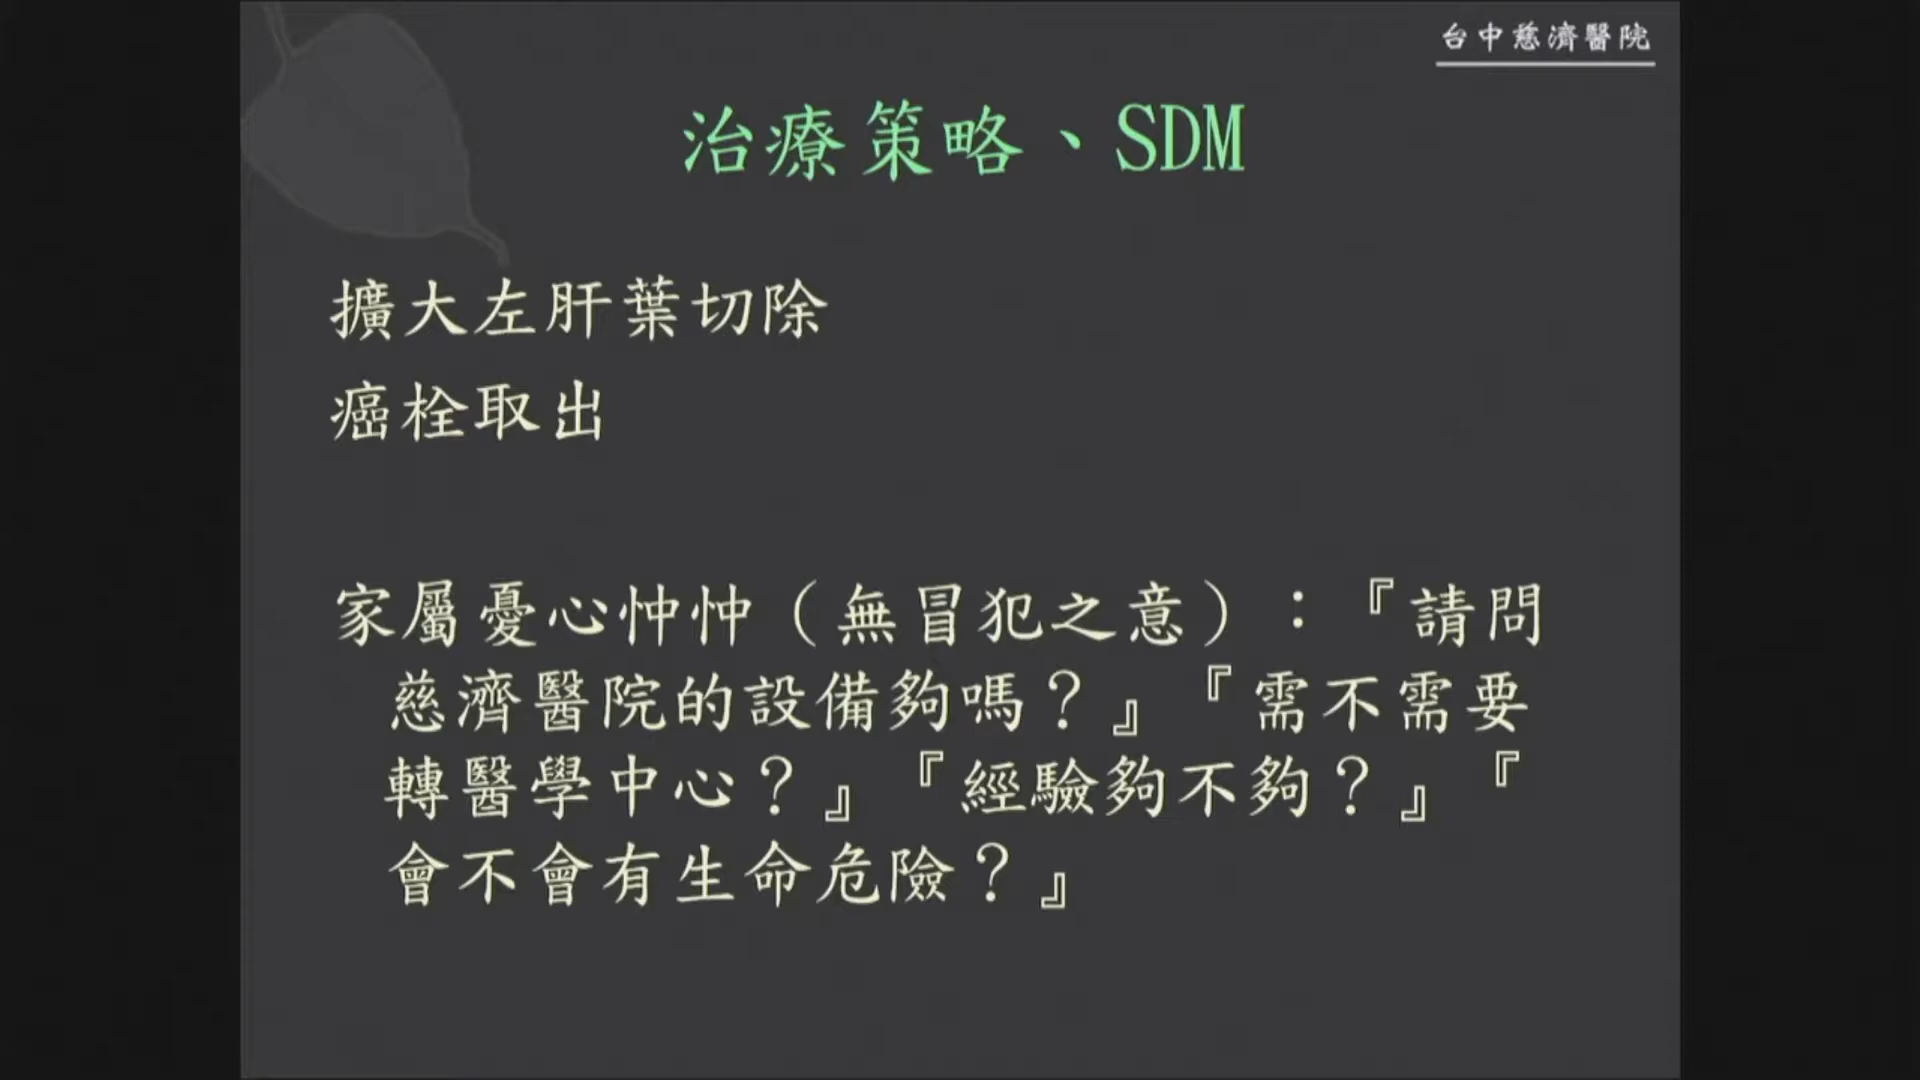 台中慈濟醫院
治療策略、SDM
擴大左肝葉切除
癌栓取出
家屬憂心忡忡（無冒犯之意）：『請問
慈濟醫院的設備夠嗎？』『需不需要
轉醫學中心？』『經驗夠不夠？』『
會不會有生命危險？』